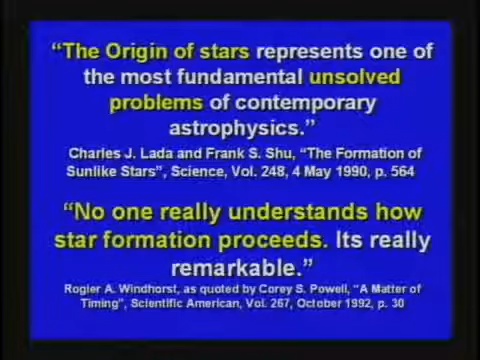 “The Origin of stars represents one of
the most fundamental unsolved
problems of contemporary
astrophysics.”
Charles J. Lada and Frank S. Shu, “The Formation of
Sunlike Stars”, Science, Vol. 248, 4 May 1990, p. 564
“No one really understands how
star formation proceeds. Its really
remarkable.”
Rogier A. Windhorst, as quoted by Corey S. Powell, “A Matter of
Timing”, Scientific American, Vol. 267, October 1992, p. 30